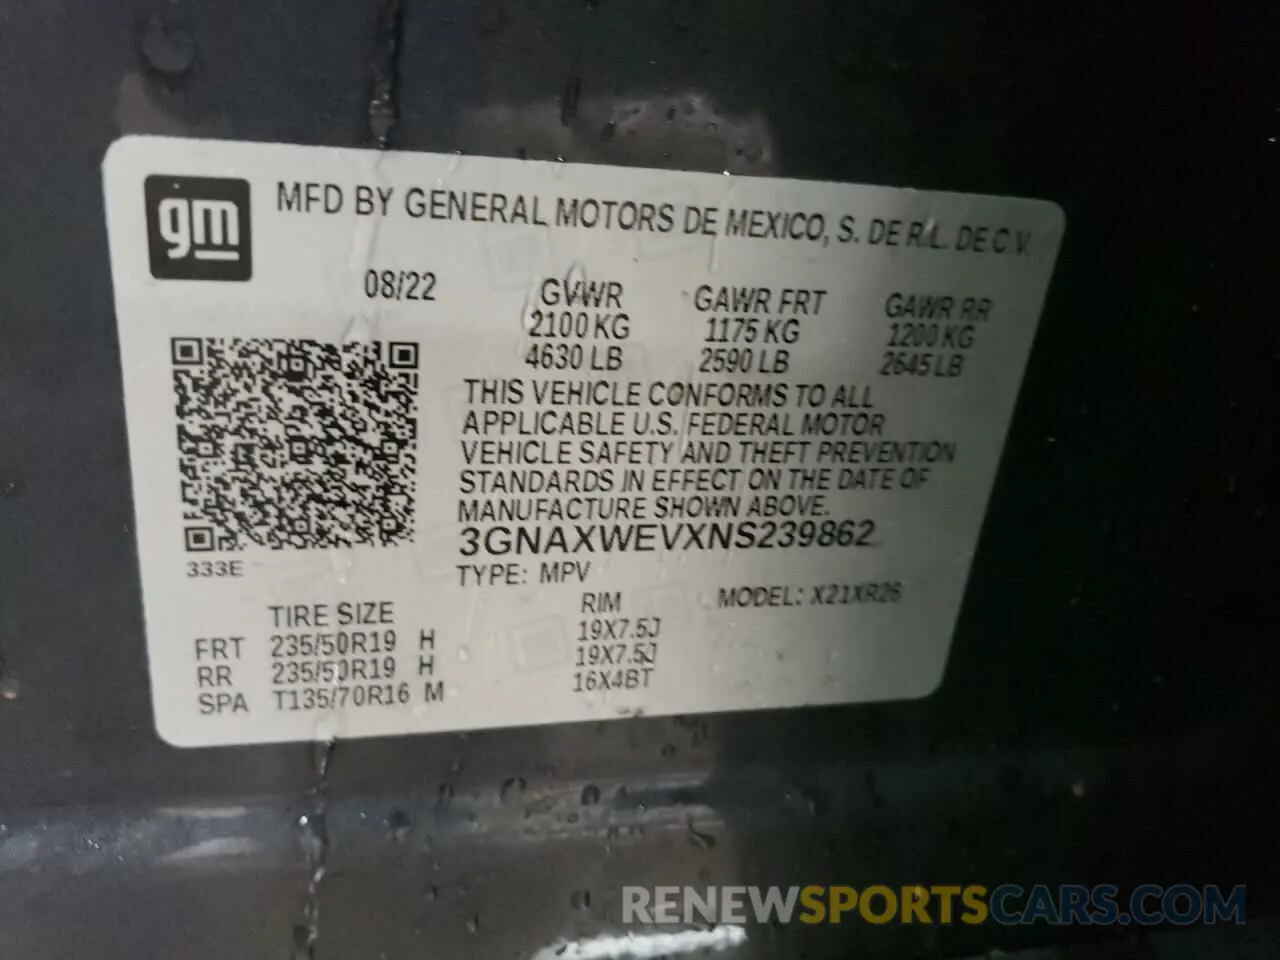 gm
MFD BY GENERAL MOTORS DE MEXICO, S. DE R.L. DE C.V.
08/22 GVWR GAWR FRT GAWR RR
2100 KG 1175 KG 1200 KG
4630 LB 2590 LB 2645 LB
THIS VEHICLE CONFORMS TO ALL
APPLICABLE U.S. FEDERAL MOTOR
VEHICLE SAFETY AND THEFT PREVENTION
STANDARDS IN EFFECT ON THE DATE OF
MANUFACTURE SHOWN ABOVE.
3GNAXWEVXNS239862
333E
TYPE: MPV
MODEL: X21XR26
TIRE SIZE RIM
FRT 235/50R19 H 19X7.5J
RR 235/50R19 H 19X7.5J
SPA T135/70R16 M 16X4BT
RENEWSPORTSCARS.COM